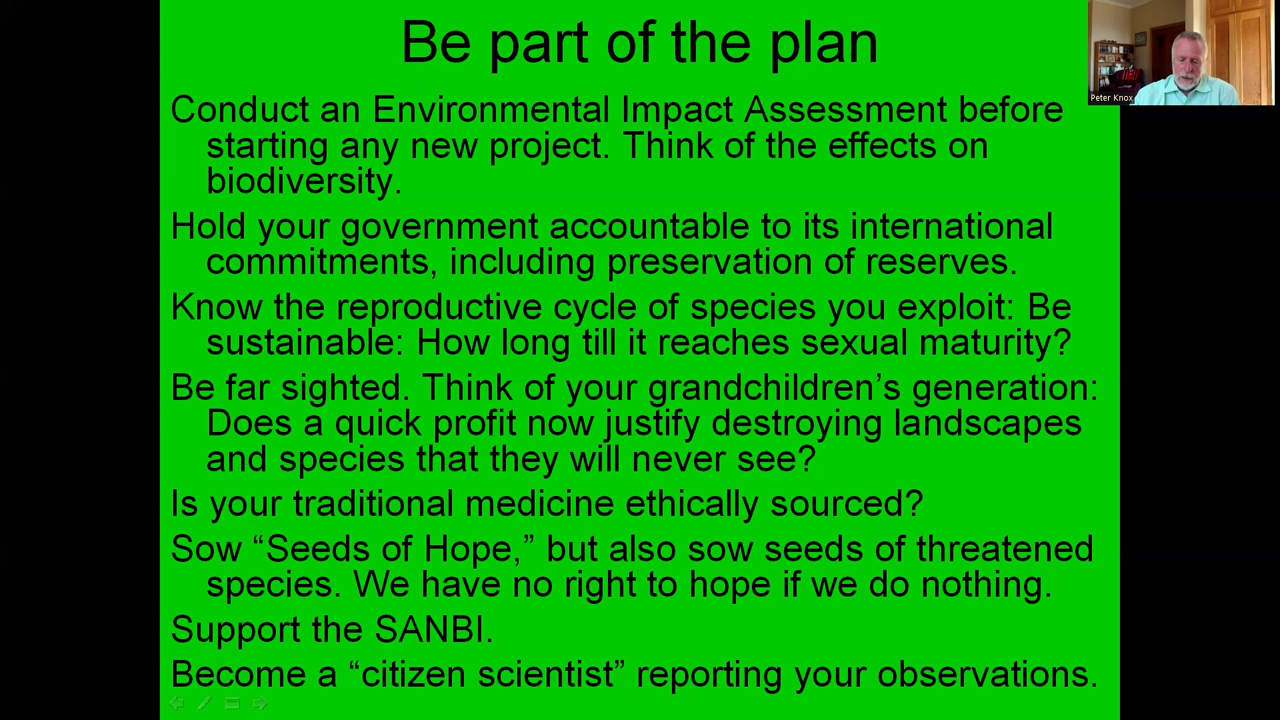 Be part of the plan
Peter Knox
Conduct an Environmental Impact Assessment before
starting any new project. Think of the effects on
biodiversity.
Hold your government accountable to its international
commitments, including preservation of reserves.
Know the reproductive cycle of species you exploit: Be
sustainable: How long till it reaches sexual maturity?
Be far sighted. Think of your grandchildren’s generation:
Does a quick profit now justify destroying landscapes
and species that they will never see?
Is your traditional medicine ethically sourced?
Sow “Seeds of Hope,” but also sow seeds of threatened
species. We have no right to hope if we do nothing.
Support the SANBI.
Become a “citizen scientist” reporting your observations.